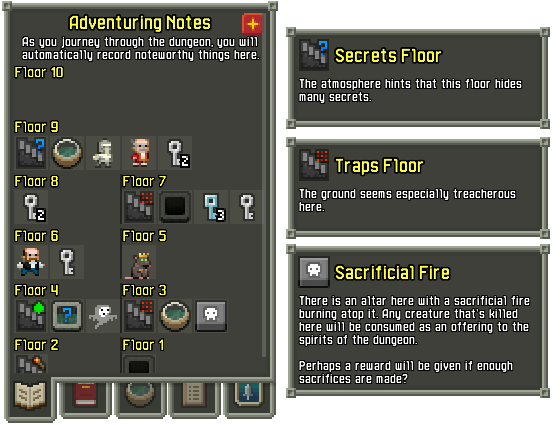 Adventuring Notes
As you journey through the dungeon, you will
automatically record noteworthy things here.
Floor 10
Floor 9
2
Floor 8
Floor 7
2
3
Floor 6
Floor 5
Floor 4
Floor 3
Floor 2
Floor 1
Secrets Floor
The atmosphere hints that this floor hides
many secrets.
Traps Floor
The ground seems especially treacherous
here.
Sacrificial Fire
There is an altar here with a sacrificial fire
burning atop it. Any creature that's killed
here will be consumed as an offering to the
spirits of the dungeon.
Perhaps a reward will be given if enough
sacrifices are made?